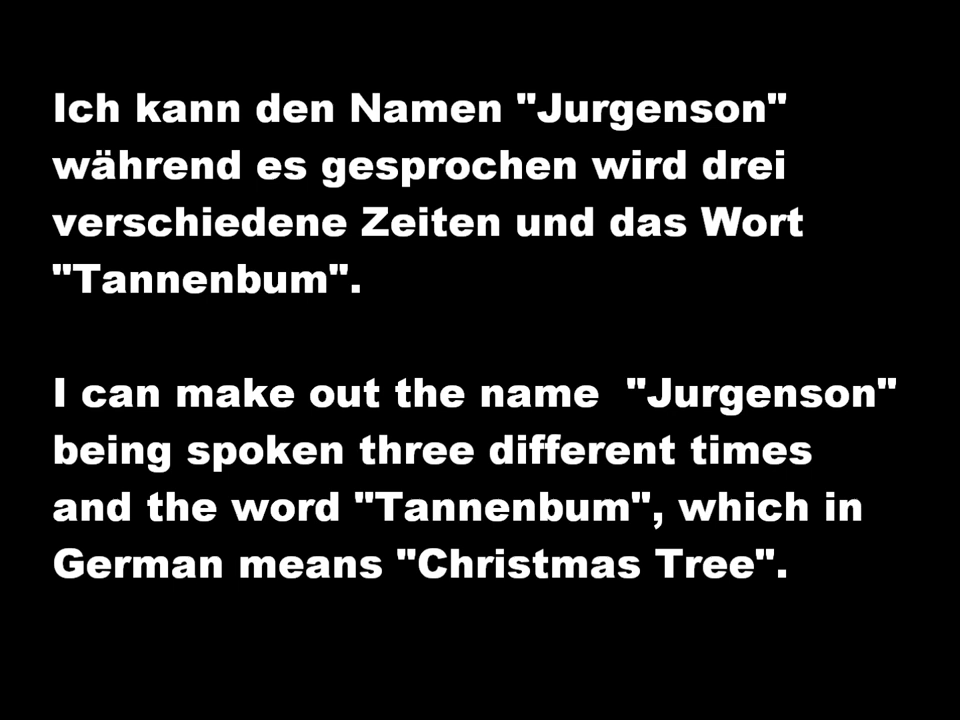 Ich kann den Namen "Jurgenson"
während es gesprochen wird drei
verschiedene Zeiten und das Wort
"Tannenbum".
I can make out the name  "Jurgenson"
being spoken three different times
and the word "Tannenbum", which in
German means "Christmas Tree".